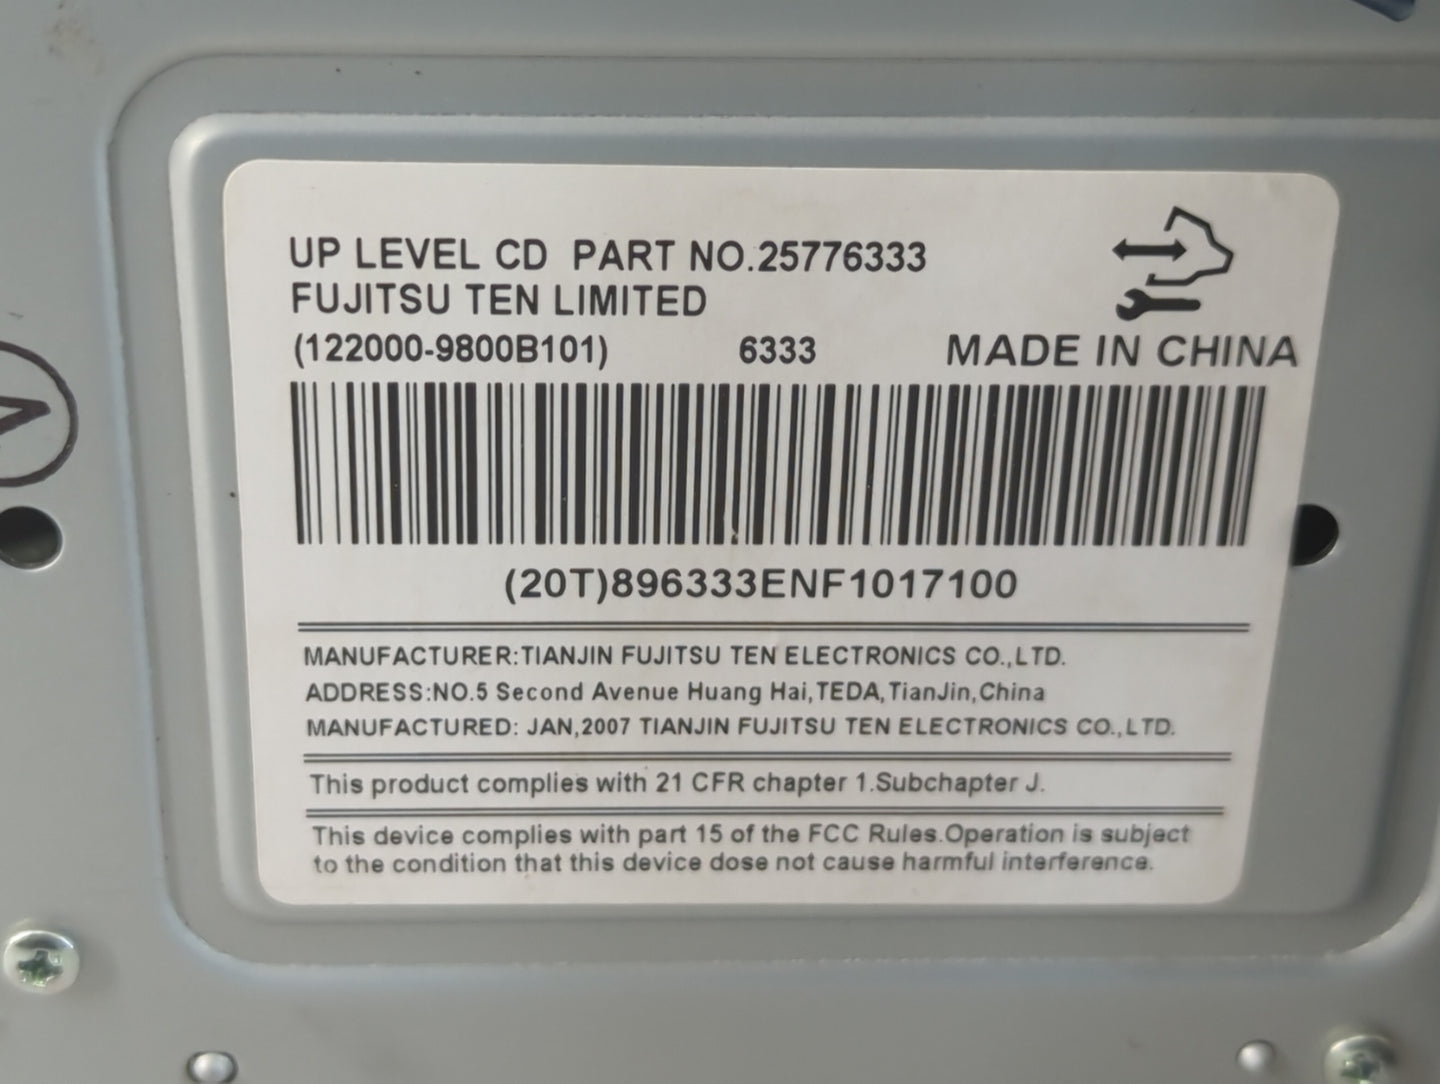 UP LEVEL CD PART NO.25776333
FUJITSU TEN LIMITED
(122000-9800B101) 6333 MADE IN CHINA
(20T)896333ENF1017100
MANUFACTURER:TIANJIN FUJITSU TEN ELECTRONICS CO.,LTD.
ADDRESS:NO.5 Second Avenue Huang Hai,TEDA,TianJin,China
MANUFACTURED: JAN,2007 TIANJIN FUJITSU TEN ELECTRONICS CO.,LTD.
This product complies with 21 CFR chapter 1.Subchapter J.
This device complies with part 15 of the FCC Rules.Operation is subject
to the condition that this device dose not cause harmful interference.